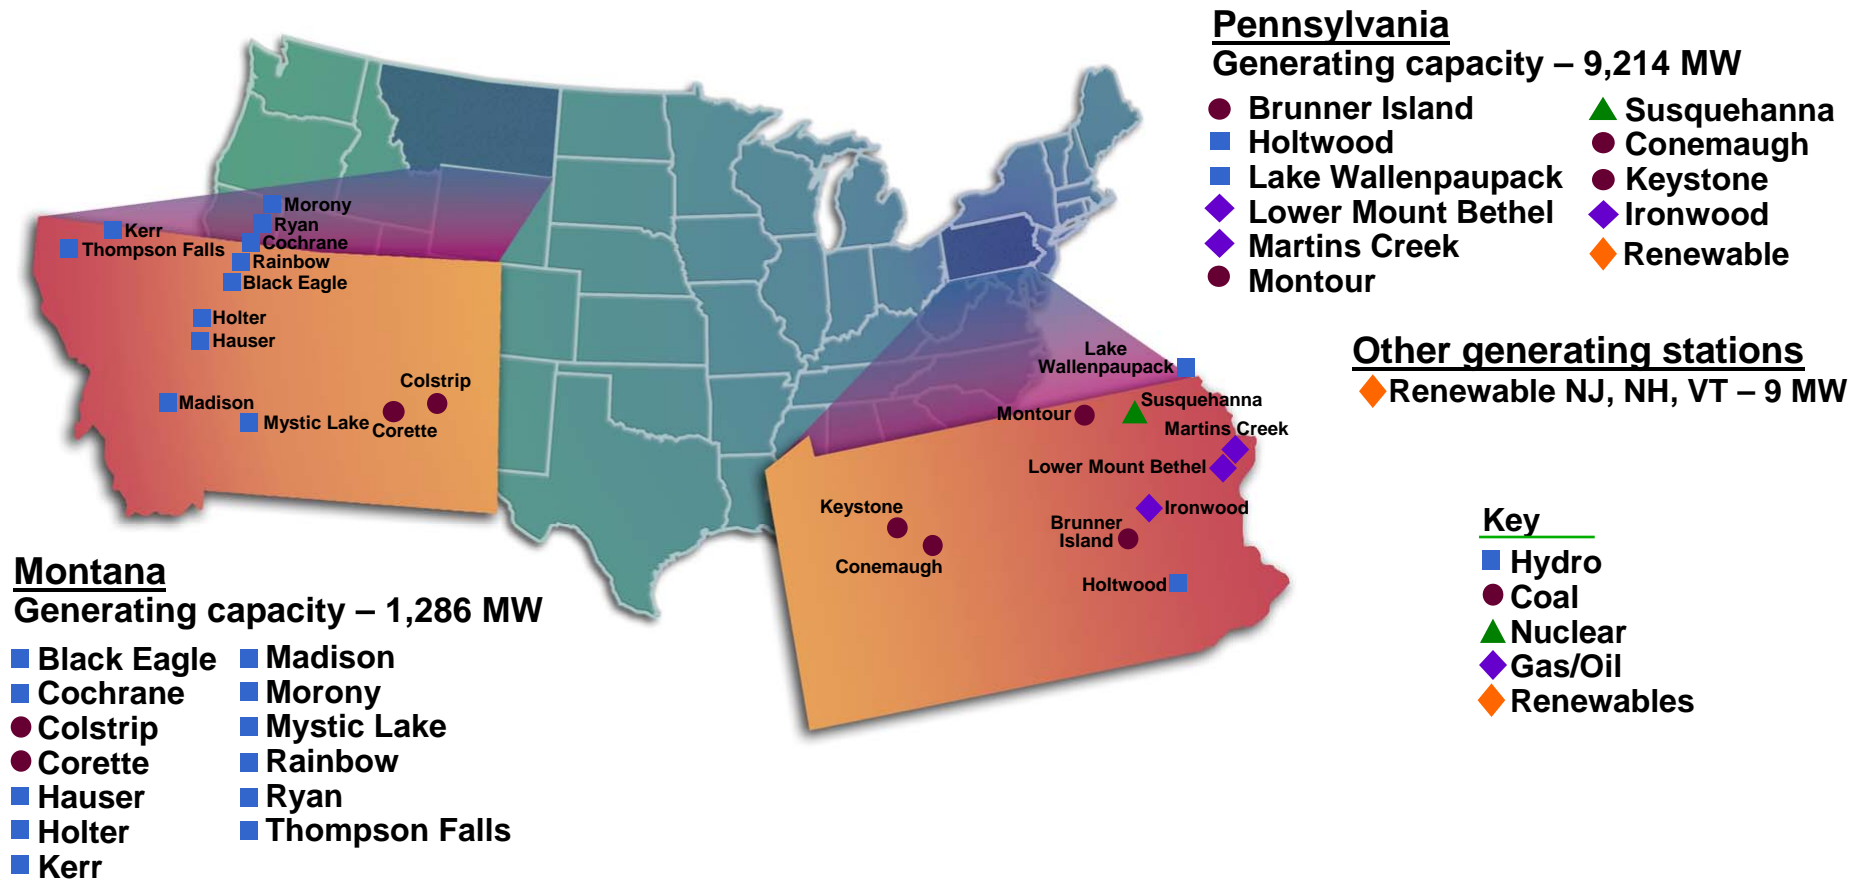 Pennsylvania
Generating capacity – 9,214 MW
Brunner Island
Holtwood
Lake Wallenpaupack
Lower Mount Bethel
Martins Creek
Montour
Susquehanna
Conemaugh
Keystone
Ironwood
Renewable
Other generating stations
Renewable NJ, NH, VT – 9 MW
Key
Hydro
Coal
Nuclear
Gas/Oil
Renewables
Morony
Ryan
Kerr
Cochrane
Thompson Falls
Rainbow
Black Eagle
Holter
Hauser
Colstrip
Madison
Mystic Lake
Corette
Lake
Wallenpaupack
Susquehanna
Montour
Martins Creek
Lower Mount Bethel
Keystone
Ironwood
Brunner
Island
Conemaugh
Holtwood
Montana
Generating capacity – 1,286 MW
Black Eagle
Cochrane
Colstrip
Corette
Hauser
Holter
Kerr
Madison
Morony
Mystic Lake
Rainbow
Ryan
Thompson Falls